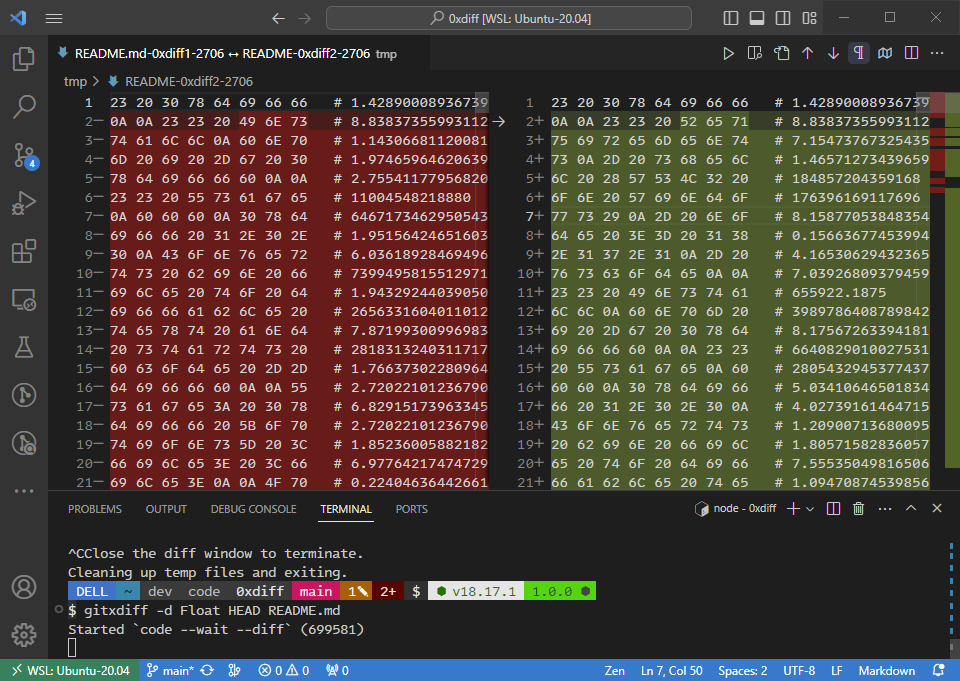 0xdiff [WSL: Ubuntu-20.04]
README.md-0xdiff1-2706 ↔ README-0xdiff2-2706 tmp
tmp > README-0xdiff2-2706
1 23 20 30 78 64 69 66 66 # 1.42890008936739
2− 0A 0A 23 23 20 49 6E 73 # 8.83837355993112
3− 74 61 6C 6C 0A 60 6E 70 # 1.14306681120081
4− 6D 20 69 20 2D 67 20 30 # 1.97465964620639
5− 78 64 69 66 66 60 0A 0A # 2.75541177956820
6− 23 23 20 55 73 61 67 65 # 11004548218880
7− 0A 60 60 60 0A 30 78 64 # 6467173462950543
8− 69 66 66 20 31 2E 30 2E # 1.95156424651603
9− 30 0A 43 6F 6E 76 65 72 # 6.03618928469496
10− 74 73 20 62 69 6E 20 66 # 7399495815512971
11− 69 6C 65 20 74 6F 20 64 # 1.94329244039050
12− 69 66 66 61 62 6C 65 20 # 2656331604011012
13− 74 65 78 74 20 61 6E 64 # 7.87199300996983
14− 20 73 74 61 72 74 73 20 # 2818313240311717
15− 60 63 6F 64 65 20 2D 2D # 1.76637302280964
16− 64 69 66 66 60 0A 0A 55 # 2.72022101236790
17− 73 61 67 65 3A 20 30 78 # 6.82915173963345
18− 64 69 66 66 20 5B 6F 70 # 2.72022101236790
19− 74 69 6F 6E 73 5D 20 3C # 1.85236005882182
20− 66 69 6C 65 3E 20 3C 66 # 6.97764217474729
21− 69 6C 65 3E 0A 0A 4F 70 # 0.22404636442661
1 23 20 30 78 64 69 66 66 # 1.42890008936739
2+ 0A 0A 23 23 20 52 65 71 # 8.83837355993112
3+ 75 69 72 65 6D 65 6E 74 # 7.15473767325435
4+ 73 0A 2D 20 73 68 65 6C # 1.46571273439659
5+ 6C 20 28 57 53 4C 32 20 # 184857204359168
6+ 6F 6E 20 57 69 6E 64 6F # 176396169117696
7+ 77 73 29 0A 2D 20 6E 6F # 8.15877053848354
8+ 64 65 20 3E 3D 20 31 38 # 0.15663677453994
9+ 2E 31 37 2E 31 0A 2D 20 # 4.16530629432365
10+ 76 73 63 6F 64 65 0A 0A # 7.03926809379459
11+ 23 23 20 49 6E 73 74 61 # 655922.1875
12+ 6C 6C 0A 60 6E 70 6D 20 # 3989786408789842
13+ 69 20 2D 67 20 30 78 64 # 8.17567263394181
14+ 69 66 66 60 0A 0A 23 23 # 6640829010027531
15+ 20 55 73 61 67 65 0A 60 # 2805432945377437
16+ 60 60 0A 30 78 64 69 66 # 5.03410646501834
17+ 66 20 31 2E 30 2E 30 0A # 4.02739161464715
18+ 43 6F 6E 76 65 72 74 73 # 1.20900713680095
19+ 20 62 69 6E 20 66 69 6C # 1.80571582836057
20+ 65 20 74 6F 20 64 69 66 # 7.55535049816506
21+ 66 61 62 6C 65 20 74 65 # 1.09470874539856
4
PROBLEMS OUTPUT DEBUG CONSOLE TERMINAL PORTS node - 0xdiff
^CClose the diff window to terminate.
Cleaning up temp files and exiting.
DELL ~ dev code 0xdiff main 1✎ 2+ $ ⬢ v18.17.1 1.0.0 ⬢
$ gitxdiff -d Float HEAD README.md
Started `code --wait --diff` (699581)
WSL: Ubuntu-20.04 main* 0 0 0 Zen Ln 7, Col 50 Spaces: 2 UTF-8 LF Markdown